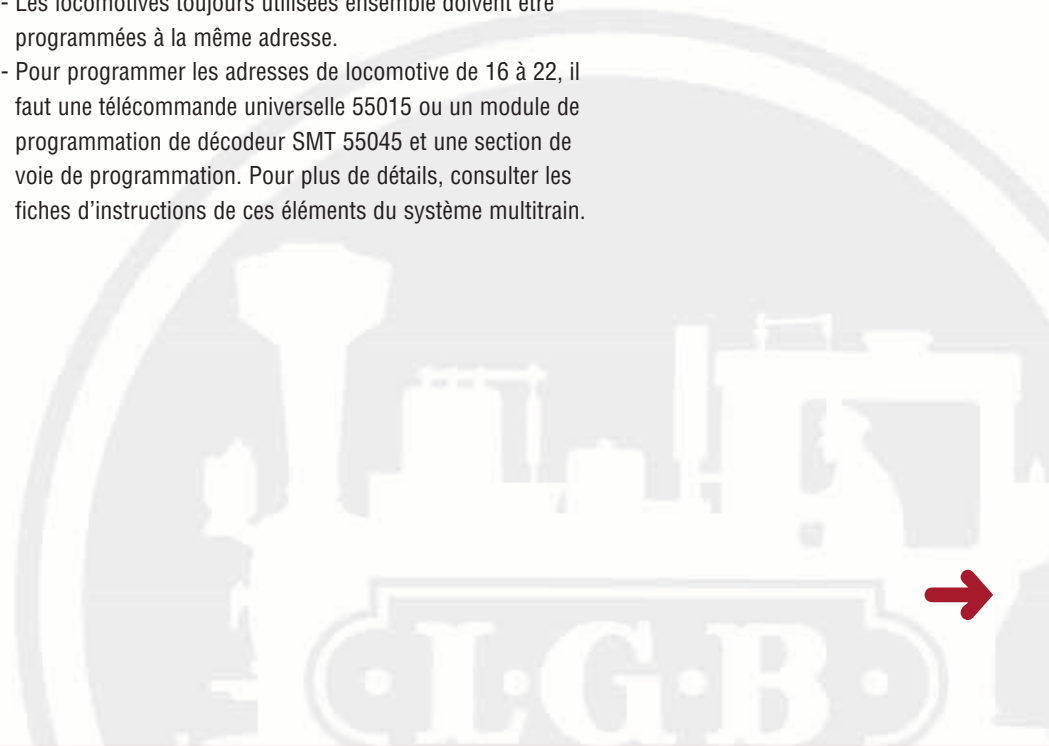 - Les locomotives toujours utilisées ensemble doivent être
programmées à la même adresse.
- Pour programmer les adresses de locomotive de 16 à 22, il
faut une télécommande universelle 55015 ou un module de
programmation de décodeur SMT 55045 et une section de
voie de programmation. Pour plus de détails, consulter les
fiches d’instructions de ces éléments du système multitrain.
· L · G · B ·